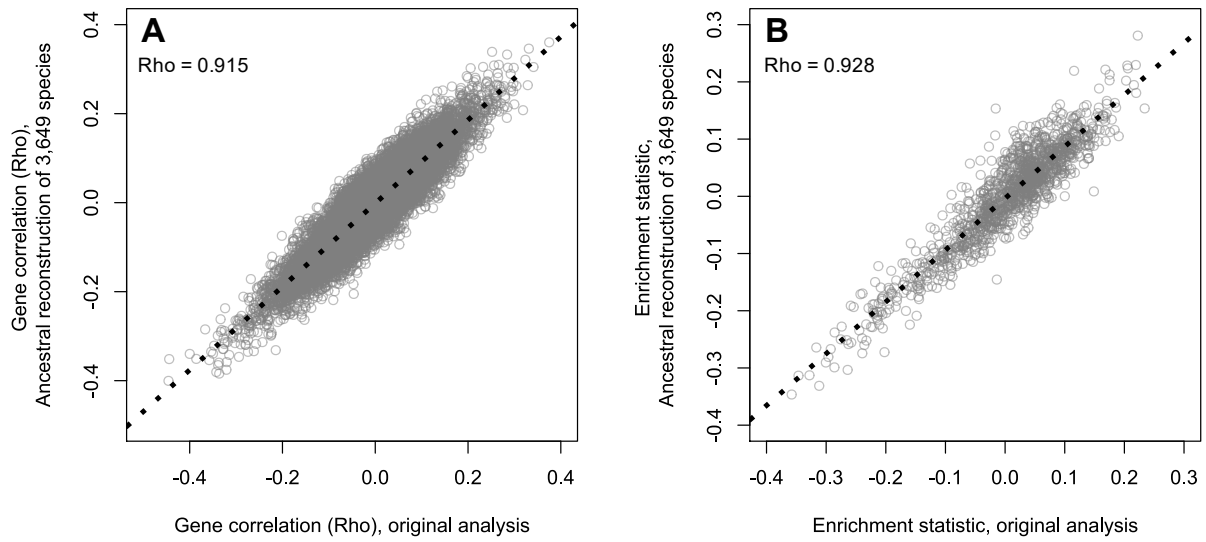 A
Rho = 0.915
Gene correlation (Rho),
Ancestral reconstruction of 3,649 species
0.4
0.2
0.0
-0.2
-0.4
-0.4 -0.2 0.0 0.2 0.4
Gene correlation (Rho), original analysis
B
Rho = 0.928
Enrichment statistic,
Ancestral reconstruction of 3,649 species
0.3
0.2
0.1
0.0
-0.1
-0.2
-0.3
-0.4
-0.4 -0.3 -0.2 -0.1 0.0 0.1 0.2 0.3
Enrichment statistic, original analysis